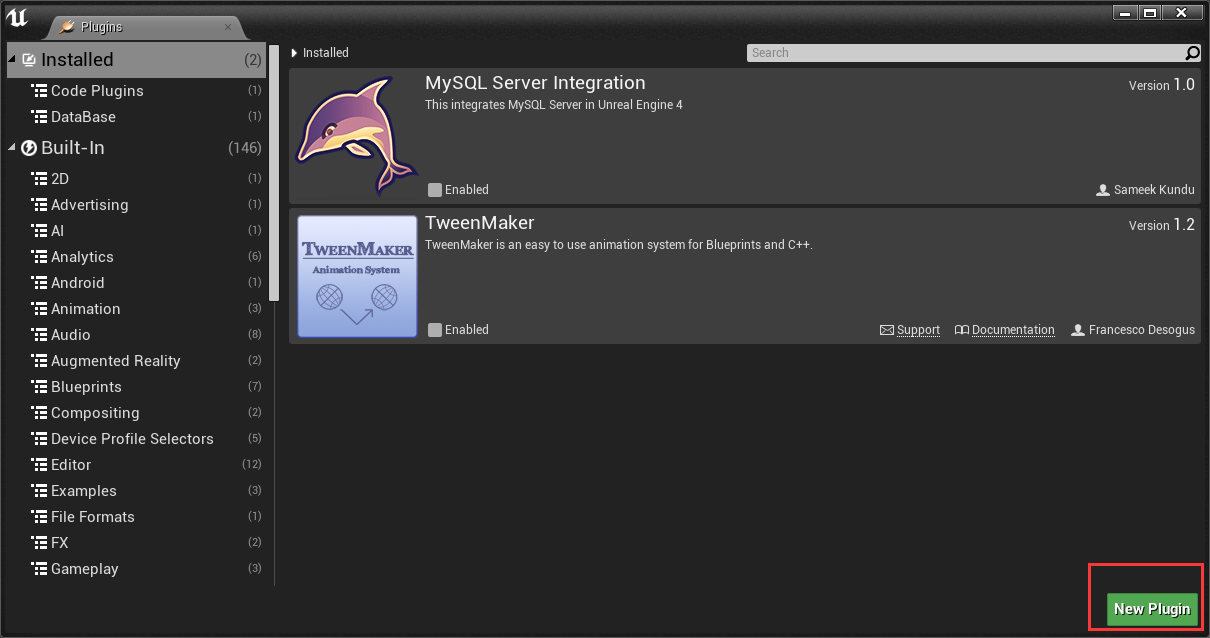 Plugins
Installed (2)
Code Plugins (1)
DataBase (1)
Built-In (146)
2D (1)
Advertising (1)
AI (1)
Analytics (6)
Android (1)
Animation (3)
Audio (8)
Augmented Reality (2)
Blueprints (7)
Compositing (2)
Device Profile Selectors (5)
Editor (12)
Examples (3)
File Formats (1)
FX (2)
Gameplay (3)
Installed
Search
MySQL Server Integration
Version 1.0
This integrates MySQL Server in Unreal Engine 4
Enabled
Sameek Kundu
TWEENMAKER
Animation System
TweenMaker
Version 1.2
TweenMaker is an easy to use animation system for Blueprints and C++.
Enabled
Support
Documentation
Francesco Desogus
New Plugin